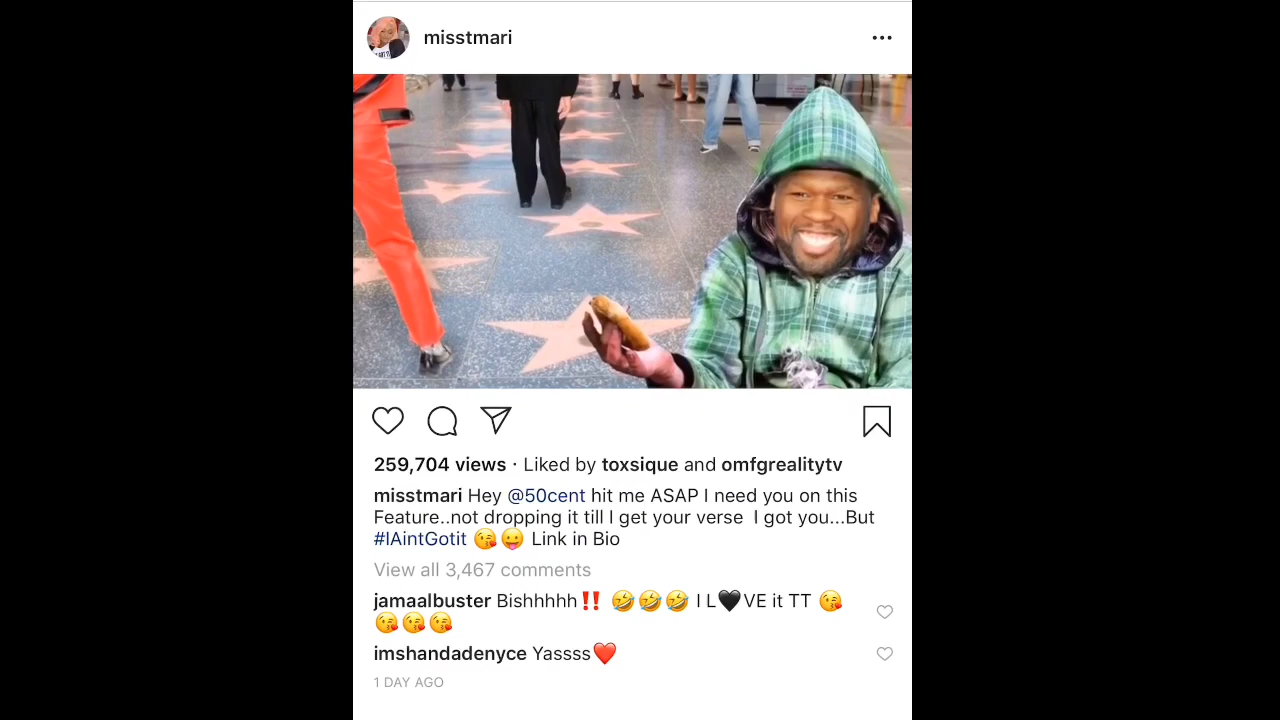 misstmari
259,704 views · Liked by toxsique and omfgrealitytv
misstmari Hey @50cent hit me ASAP I need you on this
Feature..not dropping it till I get your verse I got you...But
#IAintGotit 😘 😛 Link in Bio
View all 3,467 comments
jamaalbuster Bishhhhh‼️ 🤣🤣🤣 I L🖤VE it TT 😘
😘😘😘
imshandadenyce Yassss❤️
1 DAY AGO